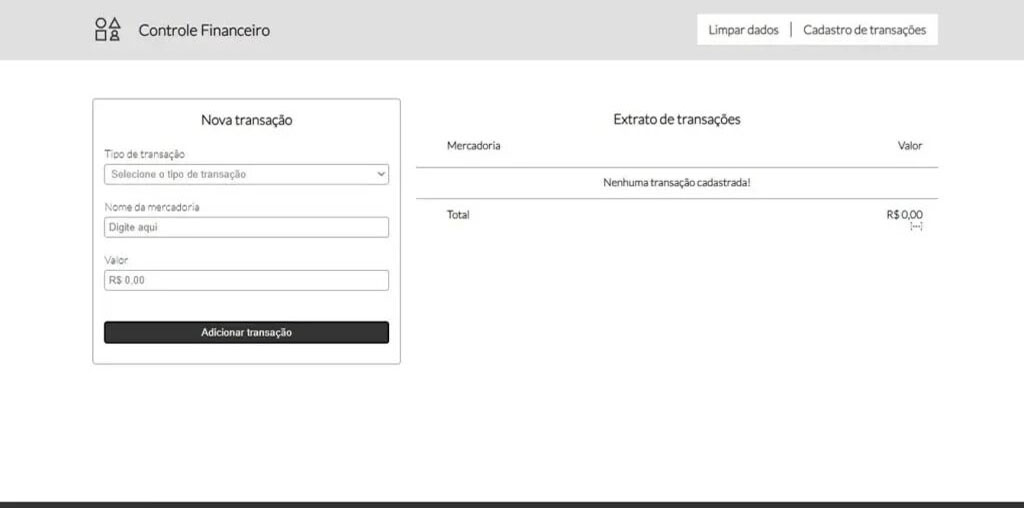 Controle Financeiro
Limpar dados | Cadastro de transações
Nova transação
Tipo de transação
Selecione o tipo de transação
Nome da mercadoria
Digite aqui
Valor
R$ 0,00
Adicionar transação
Extrato de transações
Mercadoria Valor
Nenhuma transação cadastrada!
Total R$ 0,00
[---]